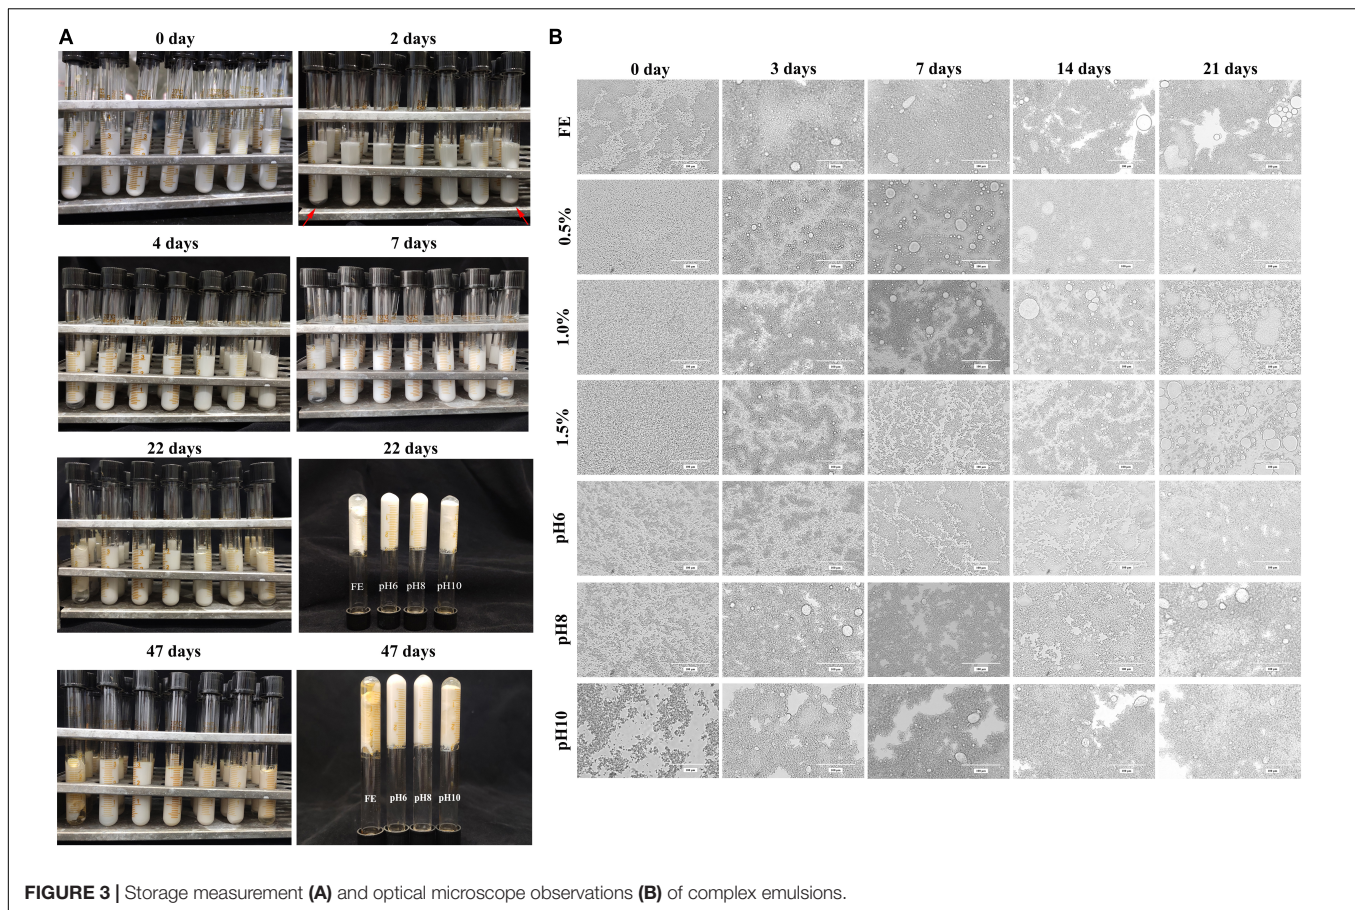 A
0 day
2 days
4 days
7 days
22 days
22 days
FE
pH6
pH8
pH10
47 days
47 days
FE
pH6
pH8
pH10
B
0 day
3 days
7 days
14 days
21 days
FE
0.5%
1.0%
1.5%
pH6
pH8
pH10
FIGURE 3 | Storage measurement (A) and optical microscope observations (B) of complex emulsions.